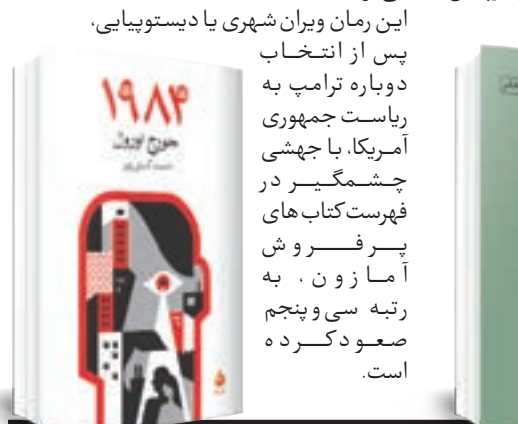 این رمان ویران شهری یا دیستوپیایی،
پس از انتخاب
دوباره ترامپ به
ریاست جمهوری
آمریکا، با جهشی
چشمگیر در
فهرست کتاب‌های
پرفروش
آمازون، به
رتبه سی‌وپنجم
صعود کرده
است.
۱۹۸۴
جورج اورول